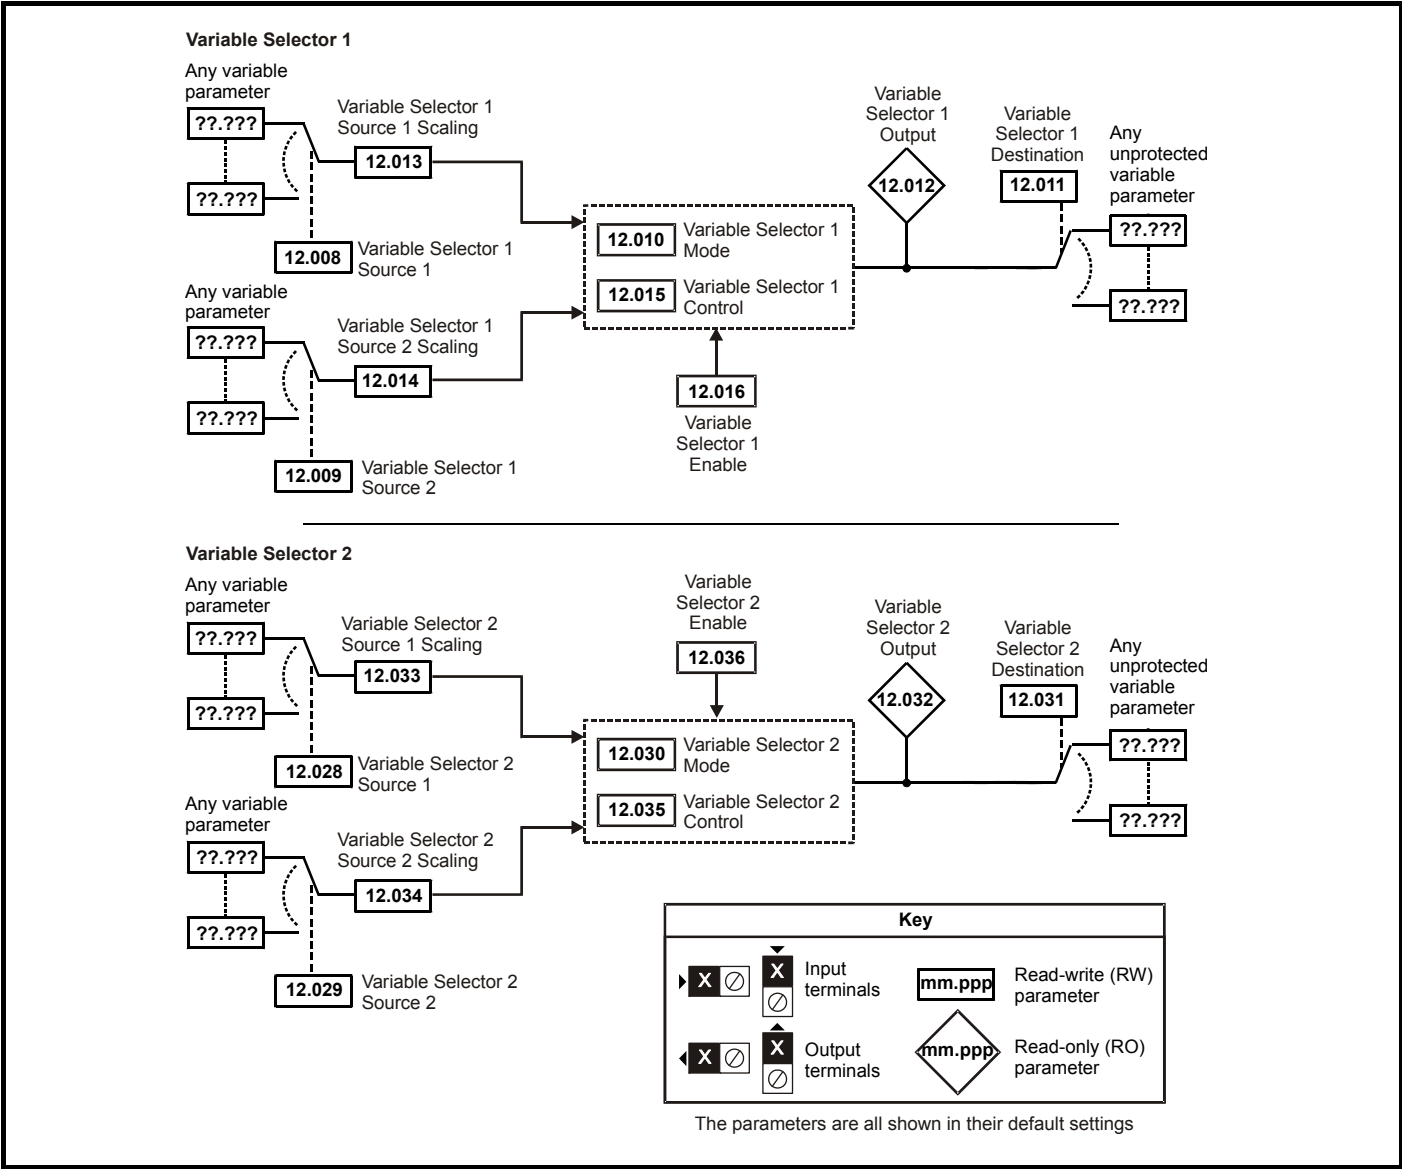 Variable Selector 1
Any variable
parameter
??.???
??.???
Variable Selector 1
Source 1 Scaling
12.013
12.008
Variable Selector 1
Source 1
Any variable
parameter
??.???
??.???
Variable Selector 1
Source 2 Scaling
12.014
12.009
Variable Selector 1
Source 2
12.010
Variable Selector 1
Mode
12.015
Variable Selector 1
Control
12.016
Variable
Selector 1
Enable
Variable
Selector 1
Output
12.012
Variable
Selector 1
Destination
12.011
Any
unprotected
variable
parameter
??.???
??.???
Variable Selector 2
Any variable
parameter
??.???
??.???
Variable Selector 2
Source 1 Scaling
12.033
12.028
Variable Selector 2
Source 1
Any variable
parameter
??.???
??.???
Variable Selector 2
Source 2 Scaling
12.034
12.029
Variable Selector 2
Source 2
Variable
Selector 2
Enable
12.036
12.030
Variable Selector 2
Mode
12.035
Variable Selector 2
Control
Variable
Selector 2
Output
12.032
Variable
Selector 2
Destination
12.031
Any
unprotected
variable
parameter
??.???
??.???
Key
X
X
Input
terminals
mm.ppp
Read-write (RW)
parameter
X
X
Output
terminals
mm.ppp
Read-only (RO)
parameter
The parameters are all shown in their default settings